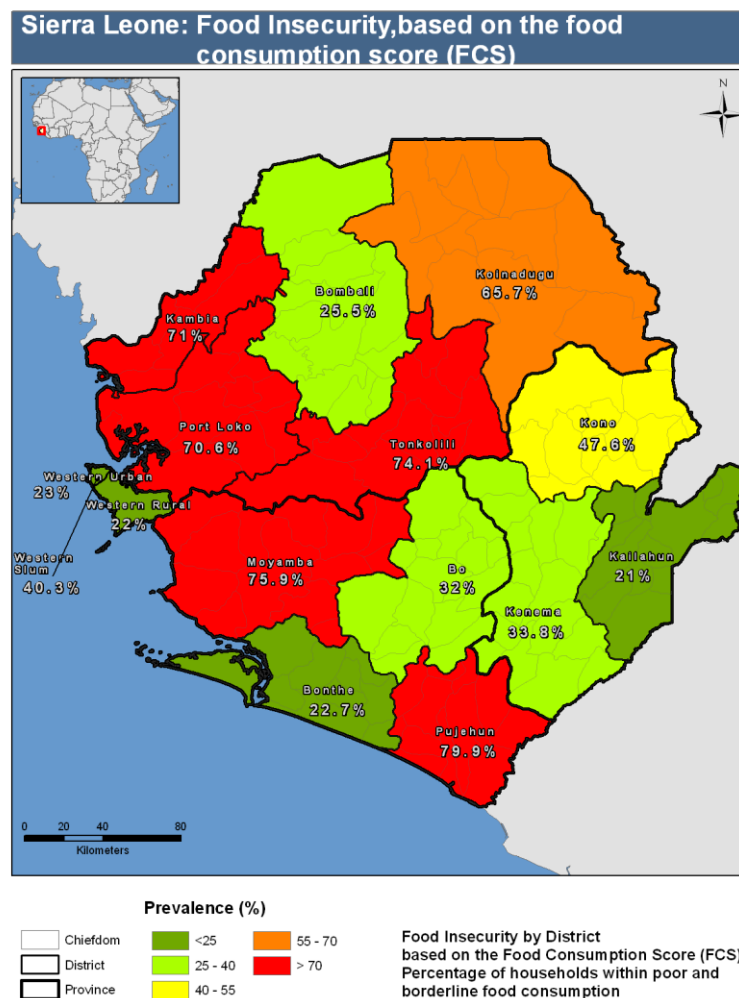 Sierra Leone: Food Insecurity,based on the food
consumption score (FCS)
N
Koinadugu
65.7%
Bombali
25.5%
Kambia
71%
Port Loko
70.6%
Kono
47.6%
Tonkolili
74.1%
Western Urban
23%
Western Rural
22%
Western
Slum
40.3%
Moyamba
75.9%
Bo
32%
Kailahun
21%
Kenema
33.8%
Bonthe
22.7%
Pujehun
79.9%
0 20 40 80
Kilometers
Prevalence (%)
Chiefdom
District
Province
<25
25 - 40
40 - 55
55 - 70
> 70
Food Insecurity by District
based on the Food Consumption Score (FCS)
Percentage of households within poor and
borderline food consumption